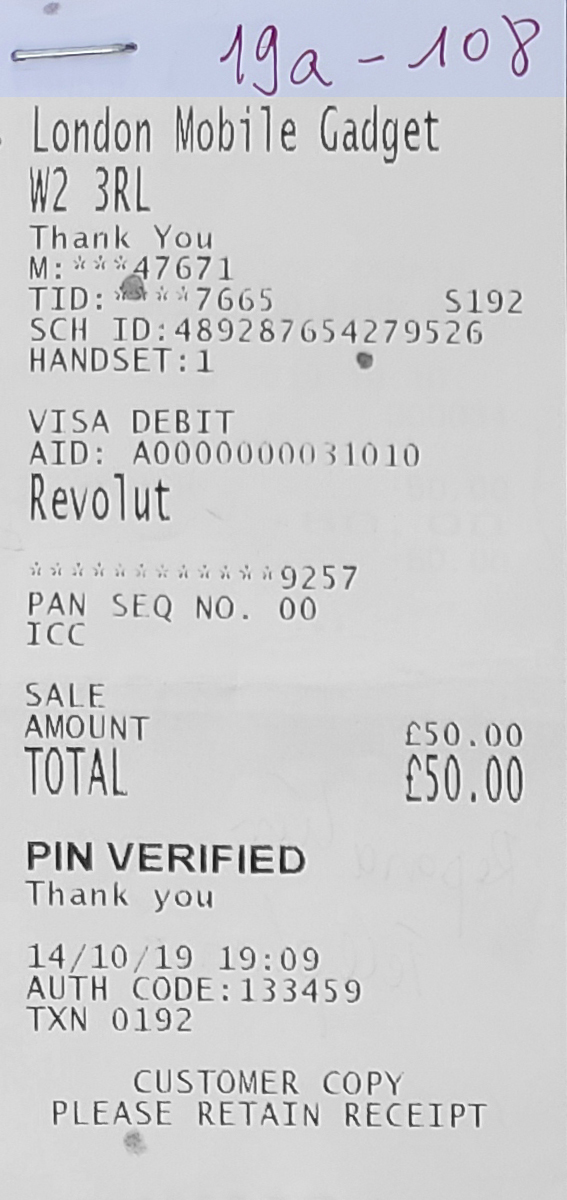 19a - 108
London Mobile Gadget
W2 3RL
Thank You
M:***47671
TID:****7665 S192
SCH ID:489287654279526
HANDSET:1
VISA DEBIT
AID: A0000000031010
Revolut
************9257
PAN SEQ NO. 00
ICC
SALE
AMOUNT £50.00
TOTAL £50.00
PIN VERIFIED
Thank you
14/10/19 19:09
AUTH CODE:133459
TXN 0192
CUSTOMER COPY
PLEASE RETAIN RECEIPT